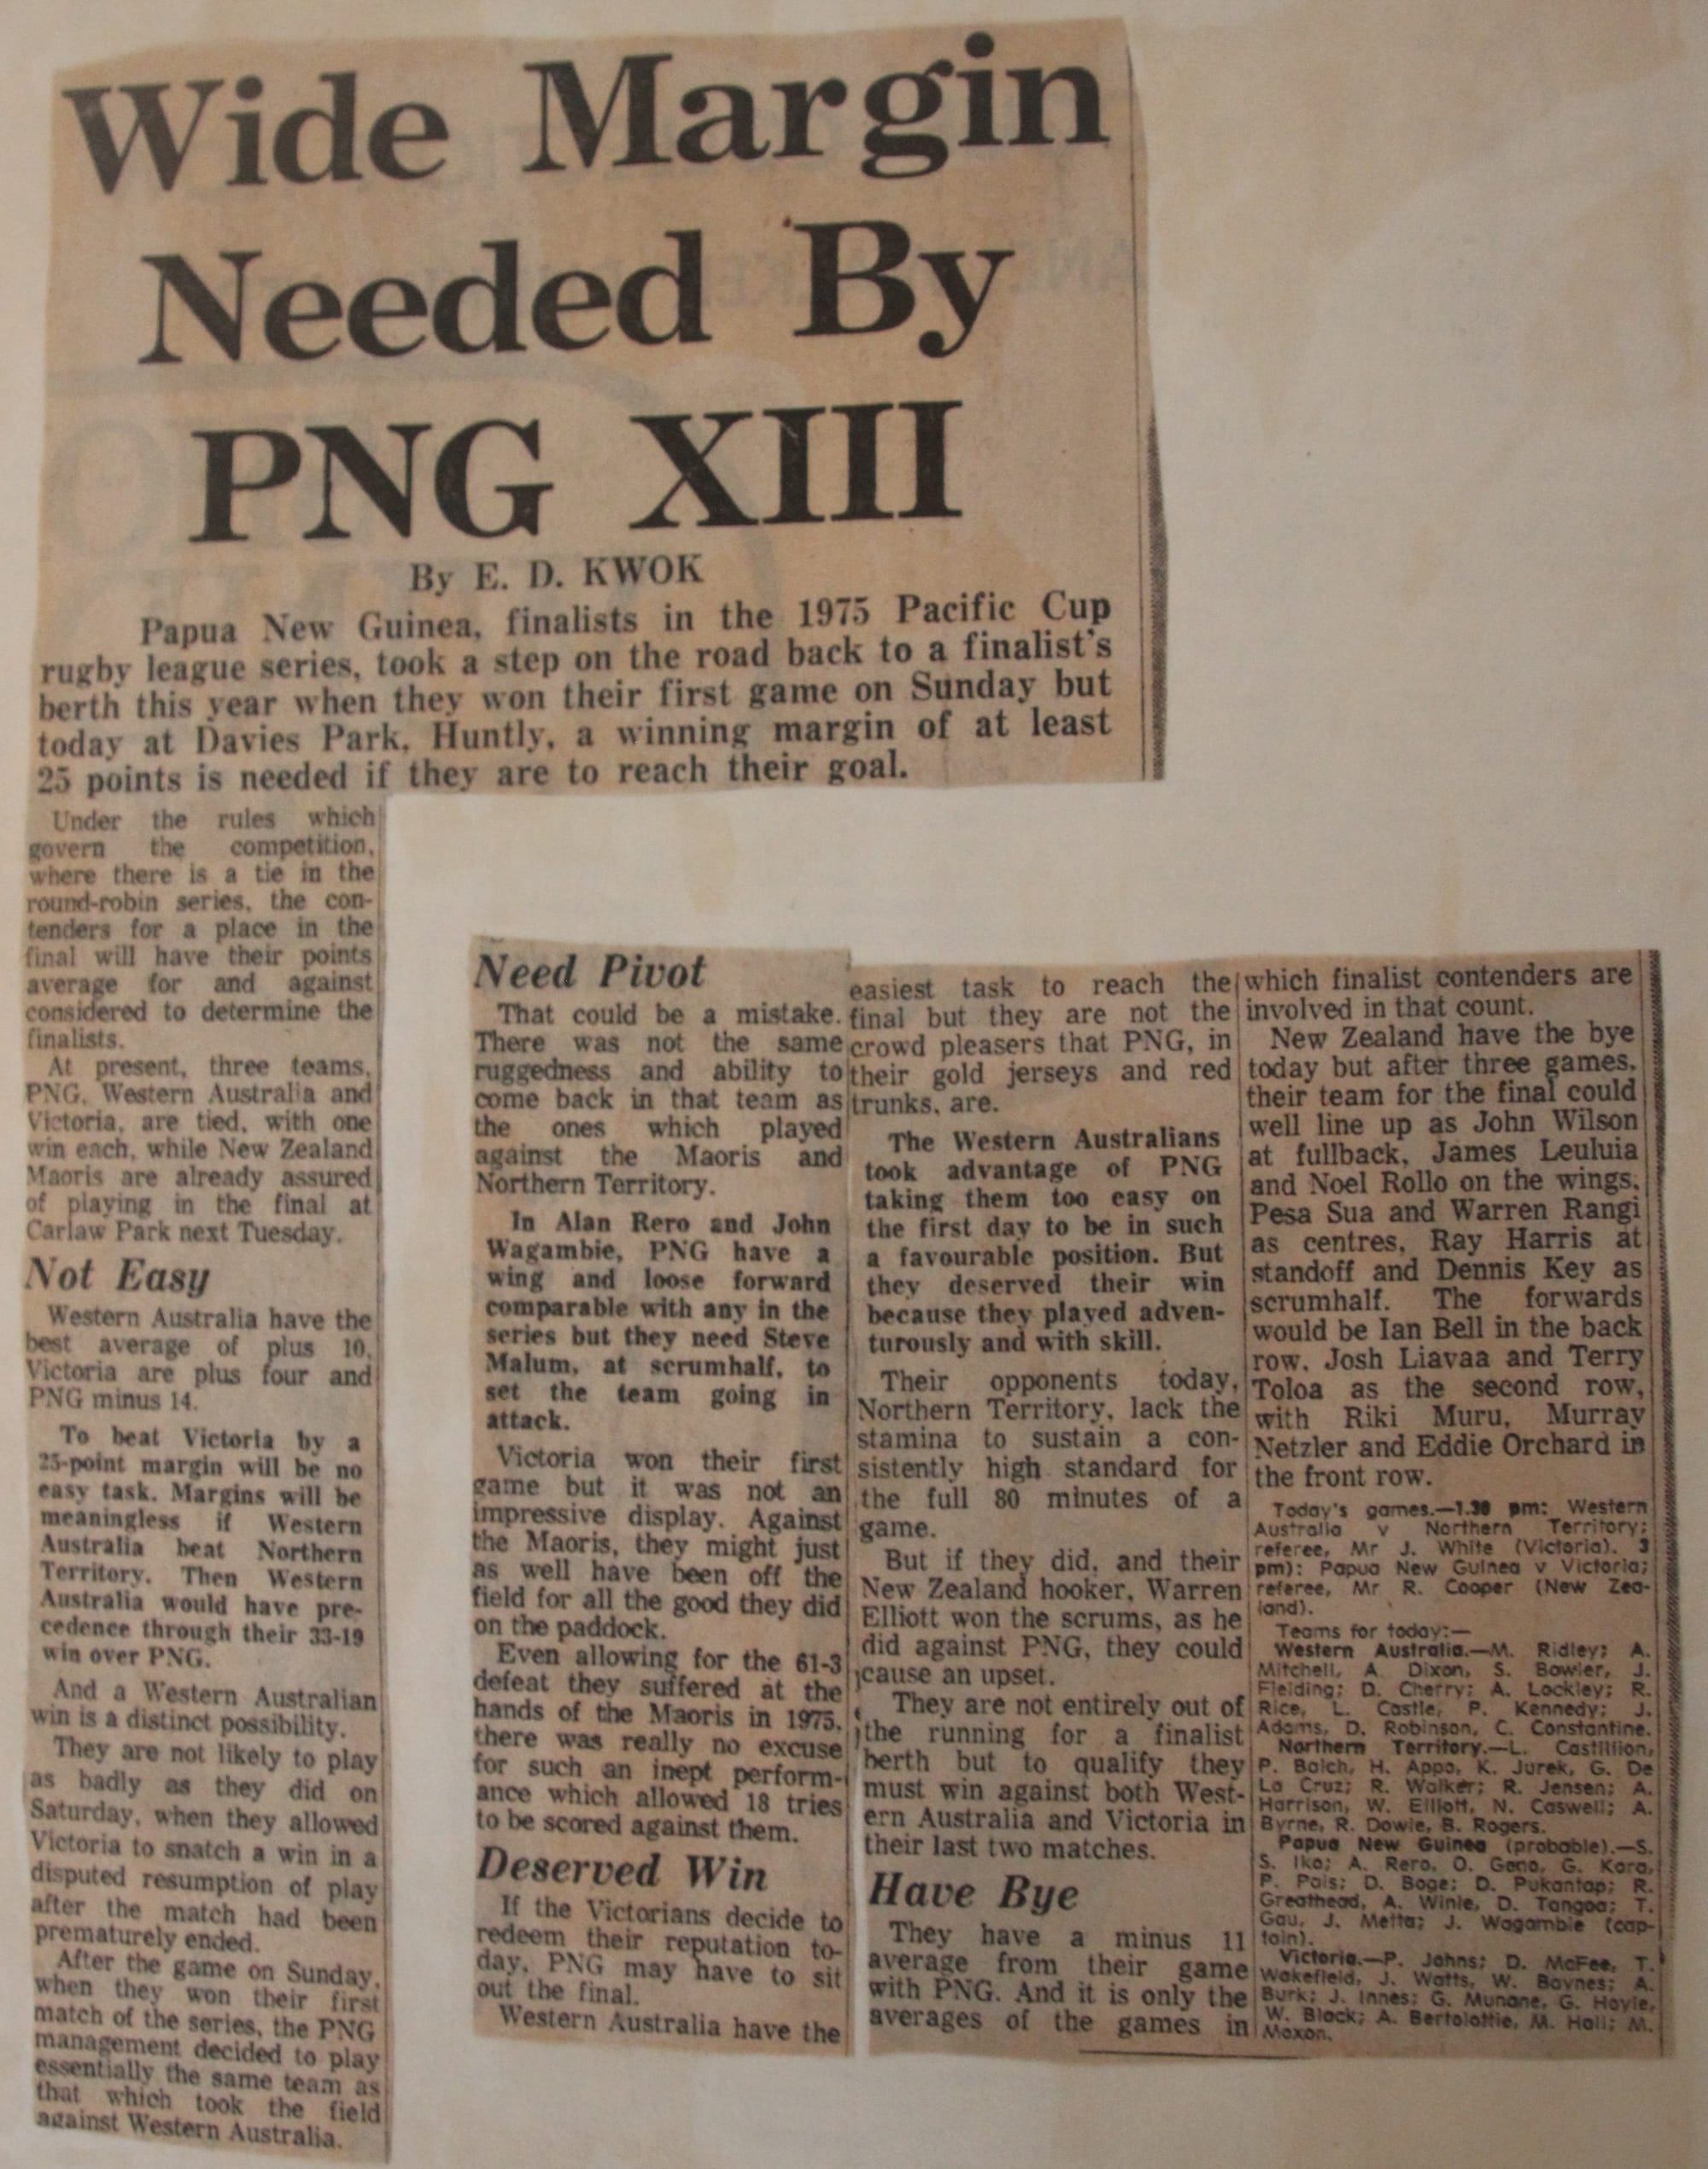 Wide Margin
Needed By
PNG XIII
By E. D. KWOK
Papua New Guinea, finalists in the 1975 Pacific Cup
rugby league series, took a step on the road back to a finalist's
berth this year when they won their first game on Sunday but
today at Davies Park, Huntly, a winning margin of at least
25 points is needed if they are to reach their goal.
Under the rules which
govern the competition,
where there is a tie in the
round-robin series, the con-
tenders for a place in the
final will have their points
average for and against
considered to determine the
finalists.
At present, three teams,
PNG, Western Australia and
Victoria, are tied, with one
win each, while New Zealand
Maoris are already assured
of playing in the final at
Carlaw Park next Tuesday.
Not Easy
Western Australia have the
best average of plus 10,
Victoria are plus four and
PNG minus 14.
To beat Victoria by a
25-point margin will be no
easy task. Margins will be
meaningless if Western
Australia beat Northern
Territory. Then Western
Australia would have pre-
cedence through their 33-19
win over PNG.
And a Western Australian
win is a distinct possibility.
They are not likely to play
as badly as they did on
Saturday, when they allowed
Victoria to snatch a win in a
disputed resumption of play
after the match had been
prematurely ended.
After the game on Sunday,
when they won their first
match of the series, the PNG
management decided to play
essentially the same team as
that which took the field
against Western Australia.
Need Pivot
That could be a mistake.
There was not the same
ruggedness and ability to
come back in that team as
the ones which played
against the Maoris and
Northern Territory.
In Alan Rero and John
Wagambie, PNG have a
wing and loose forward
comparable with any in the
series but they need Steve
Malum, at scrumhalf, to
set the team going in
attack.
Victoria won their first
game but it was not an
impressive display. Against
the Maoris, they might just
as well have been off the
field for all the good they did
on the paddock.
Even allowing for the 61-3
defeat they suffered at the
hands of the Maoris in 1975,
there was really no excuse
for such an inept perform-
ance which allowed 18 tries
to be scored against them.
Deserved Win
If the Victorians decide to
redeem their reputation to-
day, PNG may have to sit
out the final.
Western Australia have the
easiest task to reach the
final but they are not the
crowd pleasers that PNG, in
their gold jerseys and red
trunks, are.
The Western Australians
took advantage of PNG
taking them too easy on
the first day to be in such
a favourable position. But
they deserved their win
because they played adven-
turously and with skill.
Their opponents today,
Northern Territory, lack the
stamina to sustain a con-
sistently high standard for
the full 80 minutes of a
game.
But if they did, and their
New Zealand hooker, Warren
Elliott won the scrums, as he
did against PNG, they could
cause an upset.
They are not entirely out of
the running for a finalist
berth but to qualify they
must win against both West-
ern Australia and Victoria in
their last two matches.
Have Bye
They have a minus 11
average from their game
with PNG. And it is only the
averages of the games in
which finalist contenders are
involved in that count.
New Zealand have the bye
today but after three games,
their team for the final could
well line up as John Wilson
at fullback, James Leuluia
and Noel Rollo on the wings,
Pesa Sua and Warren Rangi
as centres, Ray Harris at
standoff and Dennis Key as
scrumhalf. The forwards
would be Ian Bell in the back
row, Josh Liavaa and Terry
Toloa as the second row,
with Riki Muru, Murray
Netzler and Eddie Orchard in
the front row.
Today's games.—1.30 pm: Western
Australia v Northern Territory;
referee, Mr J. White (Victoria). 3
pm): Papua New Guinea v Victoria;
referee, Mr R. Cooper (New Zea-
land).
Teams for today:—
Western Australia.—M. Ridley; A.
Mitchell, A Dixon, S. Bowler, J.
Fielding; D. Cherry; A. Lockley; R.
Rice, L. Castle, P. Kennedy; J.
Adams, D. Robinson, C. Constantine.
Northern Territory.—L. Castillion,
P. Balch, H. Appo, K. Jurek, G. De
La Cruz; R. Walker; R. Jensen; A.
Harrison, W. Elliott, N. Caswell; A.
Byrne, R. Dowie, B. Rogers.
Papua New Guinea (probable).—S.
S. Iko; A. Rero, O. Geno, G. Kora,
P. Pais; D. Boge; D. Pukantap; R.
Greathead, A. Winie, D. Tongoa; T.
Gau, J. Metta; J. Wagambie (cap-
tain).
Victoria.—P. Johns; D. McFee, T.
Wakefield, J. Watts, W. Baynes; A.
Burk; J. Innes; G. Munane, G. Hoyle,
W. Black; A. Bertolottie, M. Hall; M.
Moxon.